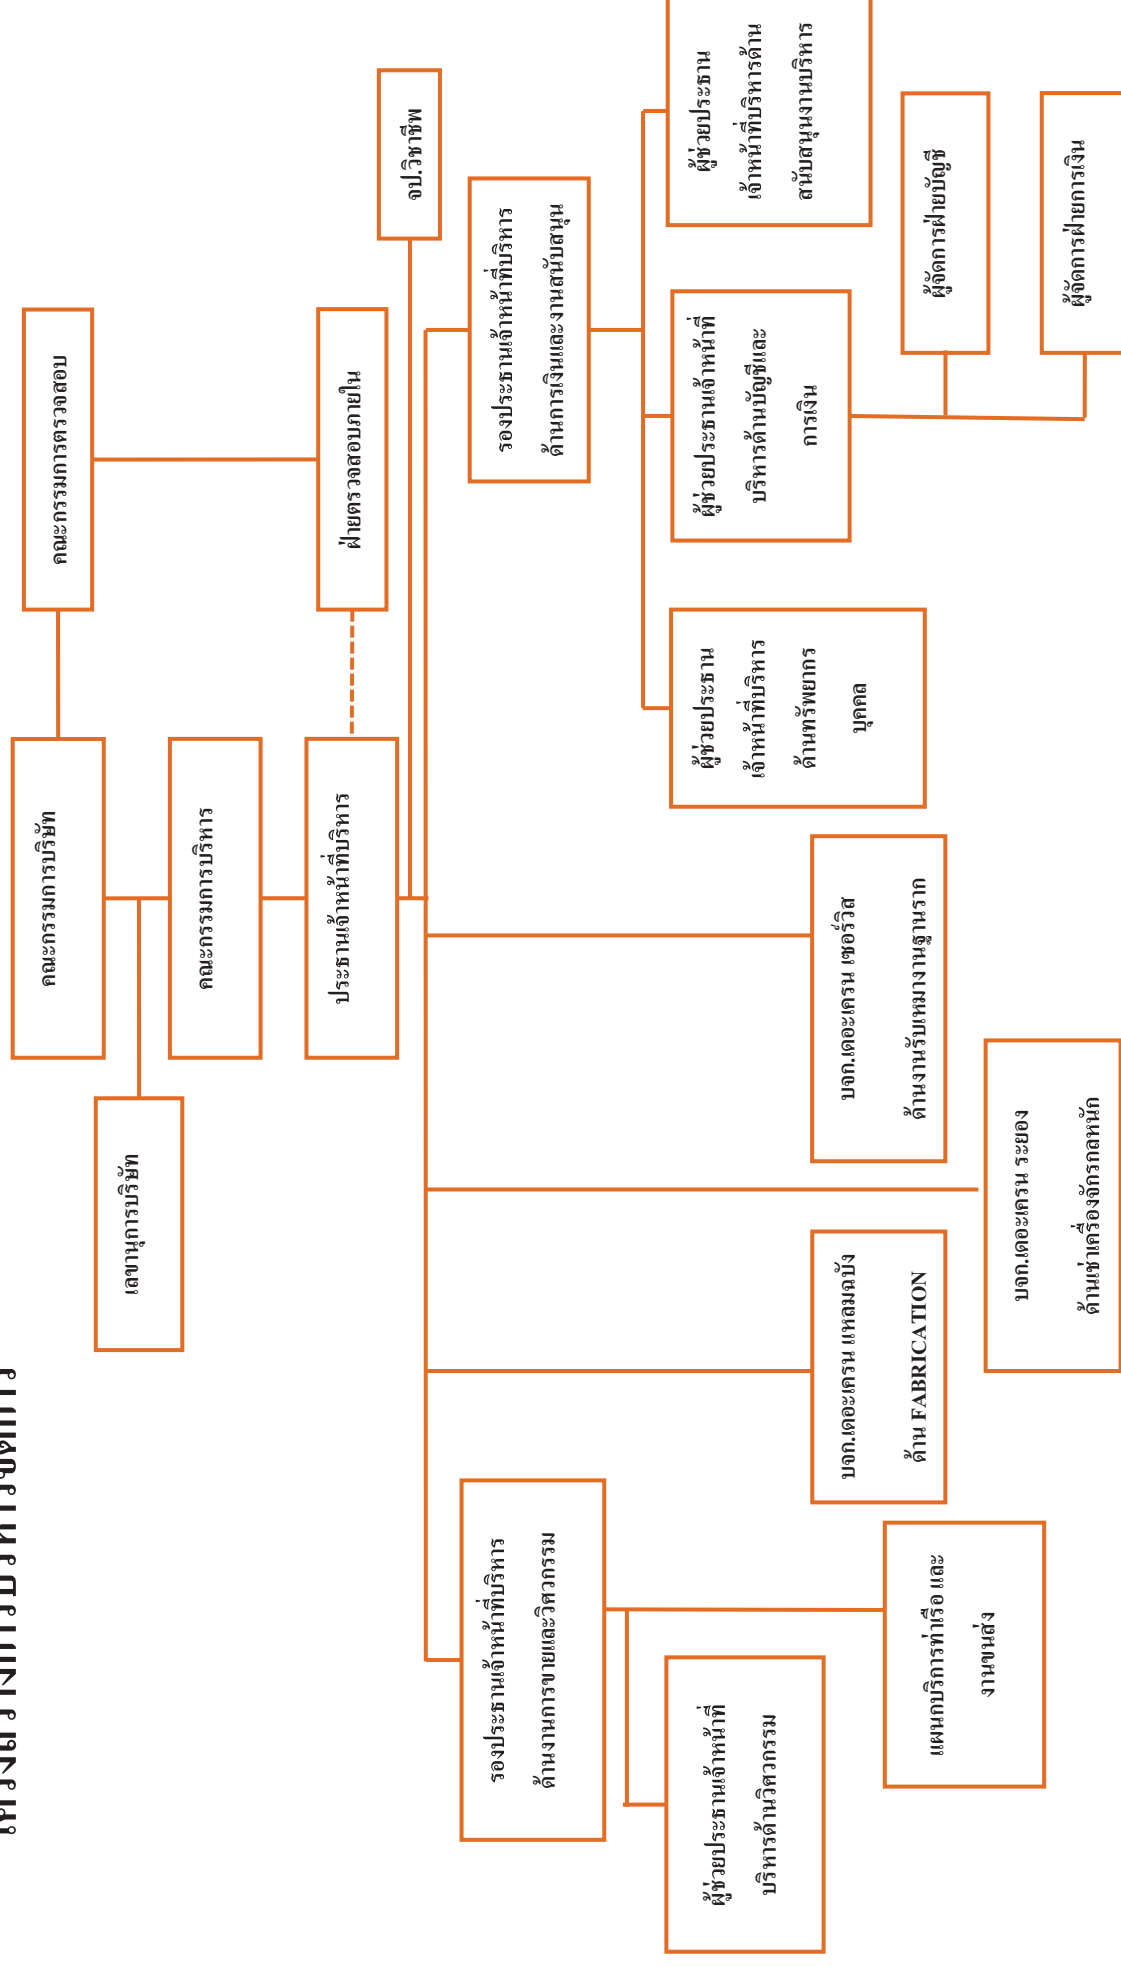 โครงสร้างการบริหารจัดการ
คณะกรรมการบริษัท
คณะกรรมการตรวจสอบ
เลขานุการบริษัท
คณะกรรมการบริหาร
ประธานเจ้าหน้าที่บริหาร
ฝ่ายตรวจสอบภายใน
จป.วิชาชีพ
รองประธานเจ้าหน้าที่บริหาร
ด้านงานการขายและวิศวกรรม
รองประธานเจ้าหน้าที่บริหาร
ด้านการเงินและงานสนับสนุน
ผู้ช่วยประธานเจ้าหน้าที่
บริหารด้านวิศวกรรม
แผนกบริการท่าเรือ และ
งานขนส่ง
บจก.เดอะเครน แหลมฉบัง
ด้าน FABRICATION
บจก.เดอะเครน ระยอง
ด้านเช่าเครื่องจักรกลหนัก
บจก.เดอะเครน เซอร์วิส
ด้านงานรับเหมางานฐานราก
ผู้ช่วยประธาน
เจ้าหน้าที่บริหาร
ด้านทรัพยากร
บุคคล
ผู้ช่วยประธานเจ้าหน้าที่
บริหารด้านบัญชีและ
การเงิน
ผู้ช่วยประธาน
เจ้าหน้าที่บริหารด้าน
สนับสนุนงานบริหาร
ผู้จัดการฝ่ายบัญชี
ผู้จัดการฝ่ายการเงิน